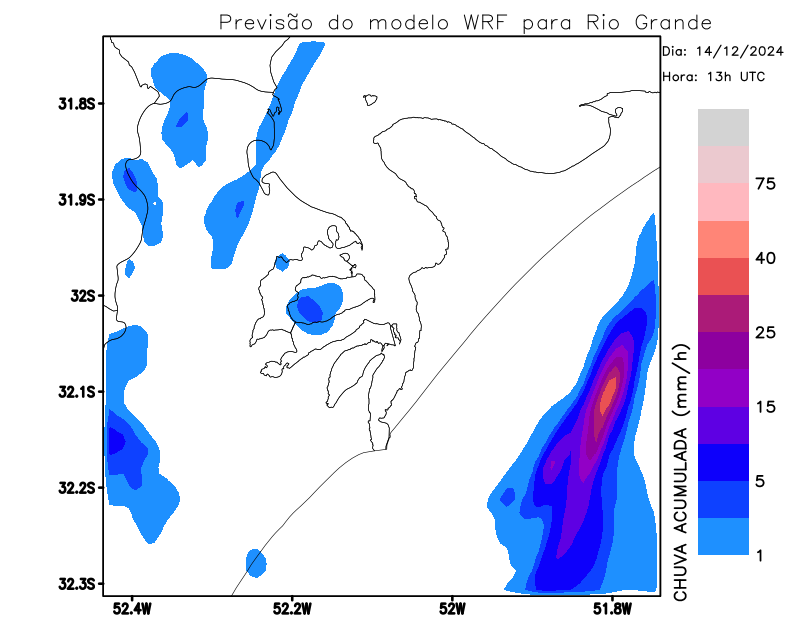 Previsão do modelo WRF para Rio Grande
Dia: 14/12/2024
Hora: 13h UTC
31.8S
31.9S
32S
32.1S
32.2S
32.3S
52.4W
52.2W
52W
51.8W
75
40
25
15
5
1
CHUVA ACUMULADA (mm/h)